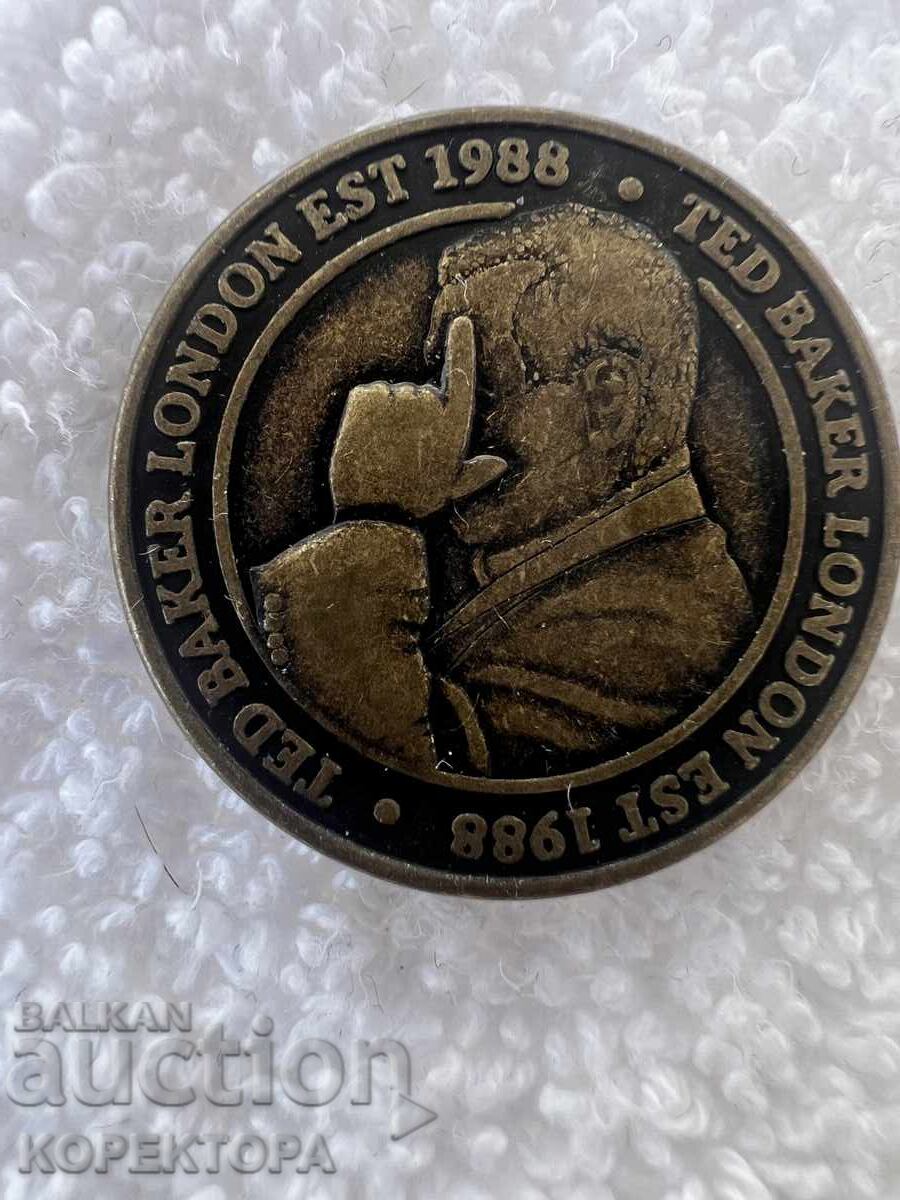 TED BAKER LONDON EST 1988 • TED BAKER LONDON EST 1988 •
BALKAN
auction
КОРЕКТОРА